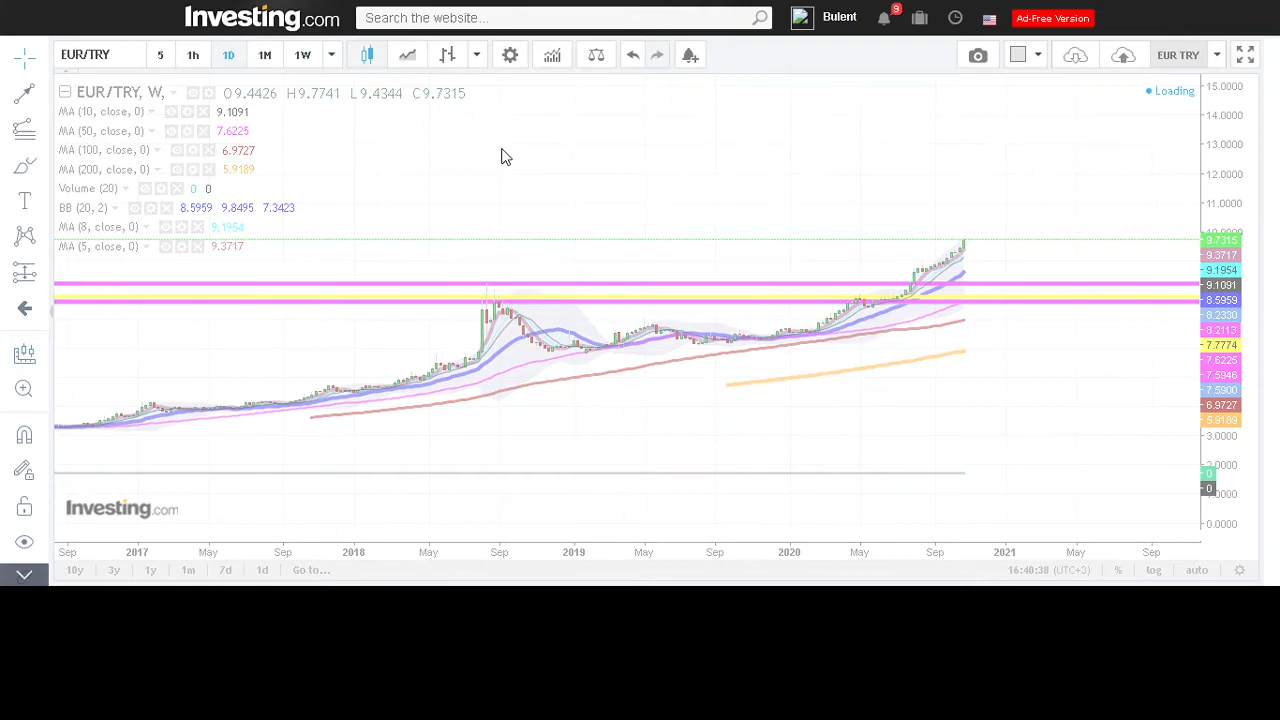 Investing.com Search the website... Bulent 9 Ad-Free Version
EUR/TRY 5 1h 1D 1M 1W EUR TRY
EUR/TRY, W, O9.4426 H9.7741 L9.4344 C9.7315
Loading
MA (10, close, 0) 9.1091
MA (50, close, 0) 7.6225
MA (100, close, 0) 6.9727
MA (200, close, 0) 5.9189
Volume (20) 0 0
BB (20, 2) 8.5959 9.8495 7.3423
MA (8, close, 0) 9.1954
MA (5, close, 0) 9.3717
15.0000
14.0000
13.0000
12.0000
11.0000
9.7315
9.3717
9.1954
9.1091
8.5959
8.2330
8.2113
7.7774
7.6225
7.5946
7.5900
6.9727
5.9189
3.0000
0
0
0.0000
Investing.com
Sep 2017 May Sep 2018 May Sep 2019 May Sep 2020 May Sep 2021 May Sep
10y 3y 1y 1m 7d 1d Go to... 16:40:38 (UTC+3) % log auto